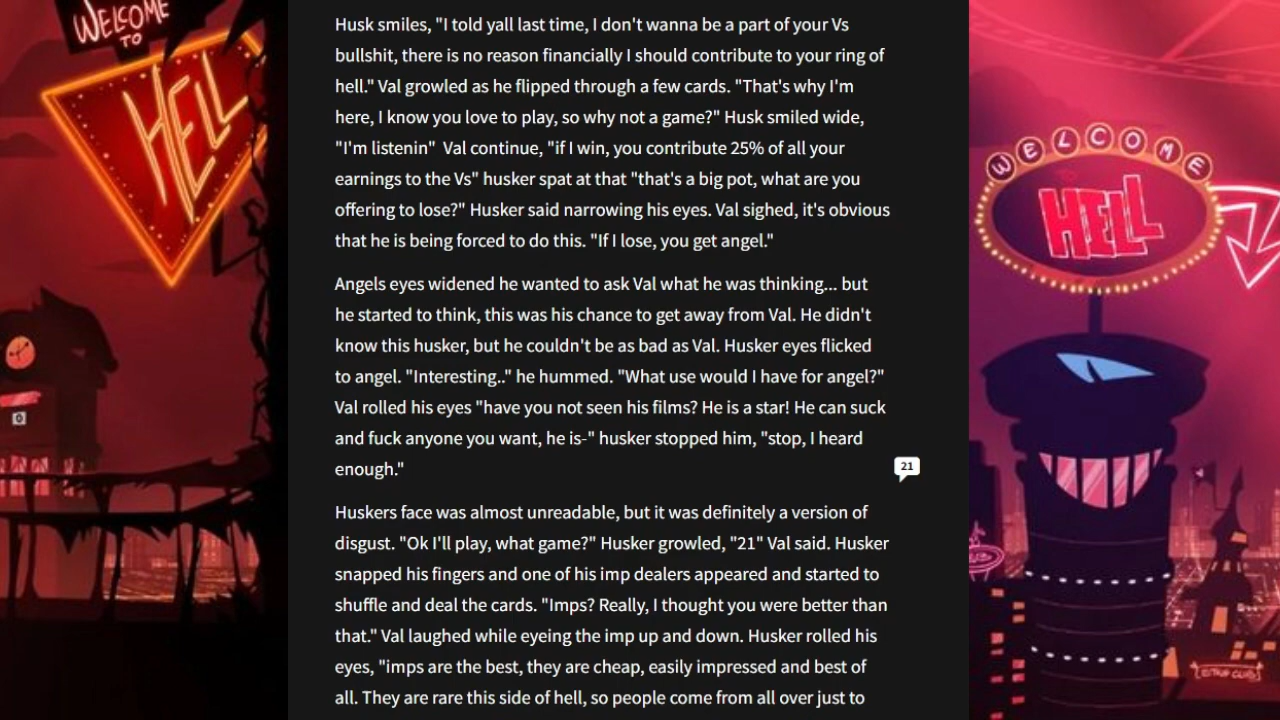 WELCOME
TO
HELL
Husk smiles, "I told yall last time, I don't wanna be a part of your Vs
bullshit, there is no reason financially I should contribute to your ring of
hell." Val growled as he flipped through a few cards. "That's why I'm
here, I know you love to play, so why not a game?" Husk smiled wide,
"I'm listenin"  Val continue, "if I win, you contribute 25% of all your
earnings to the Vs" husker spat at that "that's a big pot, what are you
offering to lose?" Husker said narrowing his eyes. Val sighed, it's obvious
that he is being forced to do this. "If I lose, you get angel."
Angels eyes widened he wanted to ask Val what he was thinking... but
he started to think, this was his chance to get away from Val. He didn't
know this husker, but he couldn't be as bad as Val. Husker eyes flicked
to angel. "Interesting.." he hummed. "What use would I have for angel?"
Val rolled his eyes "have you not seen his films? He is a star! He can suck
and fuck anyone you want, he is-" husker stopped him, "stop, I heard
enough."
21
Huskers face was almost unreadable, but it was definitely a version of
disgust. "Ok I'll play, what game?" Husker growled, "21" Val said. Husker
snapped his fingers and one of his imp dealers appeared and started to
shuffle and deal the cards. "Imps? Really, I thought you were better than
that." Val laughed while eyeing the imp up and down. Husker rolled his
eyes, "imps are the best, they are cheap, easily impressed and best of
all. They are rare this side of hell, so people come from all over just to
WELCOME
HELL